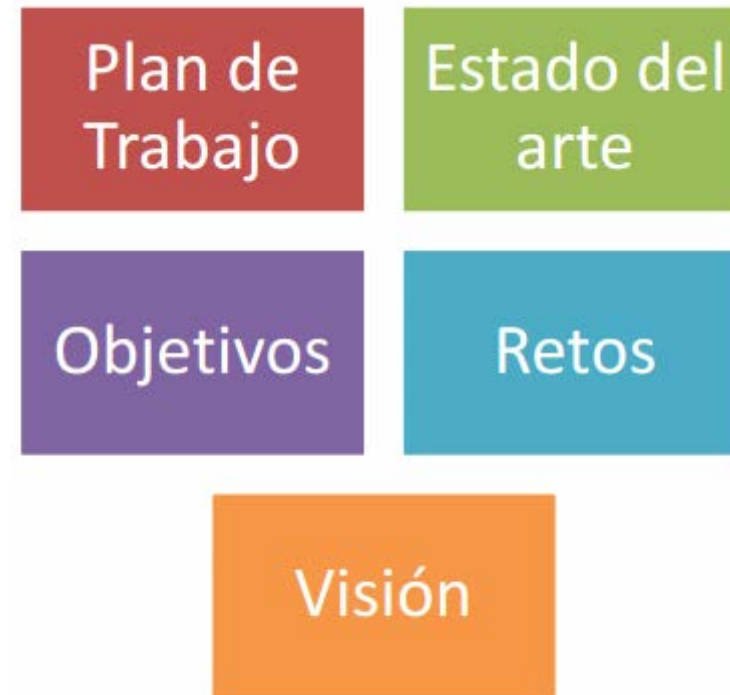 Plan de
Trabajo
Estado del
arte
Objetivos
Retos
Visión